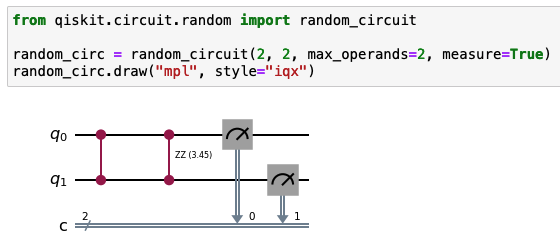 from qiskit.circuit.random import random_circuit
random_circ = random_circuit(2, 2, max_operands=2, measure=True)
random_circ.draw("mpl", style="iqx")
q0
ZZ (3.45)
q1
c 2 0 1